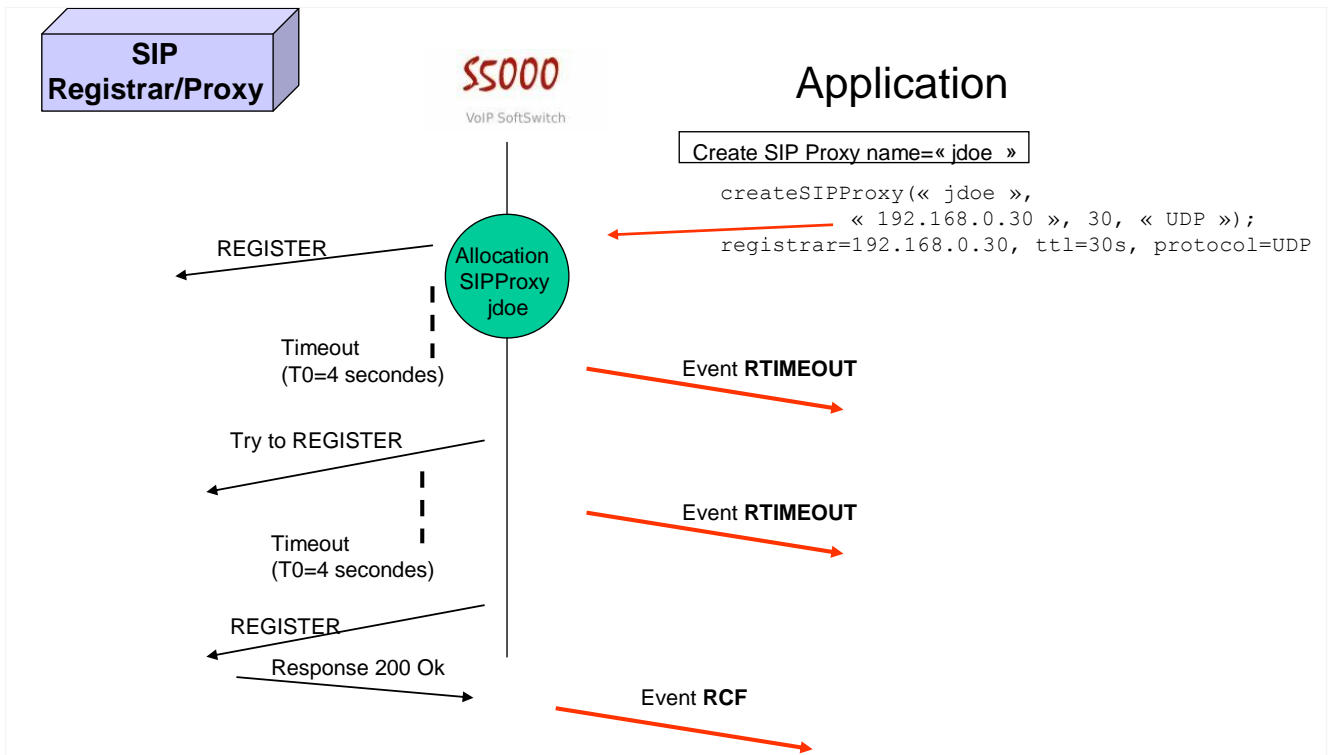 SIP
Registrar/Proxy
S5000
VoIP SoftSwitch
Application
Create SIP Proxy name=« jdoe  »
createSIPProxy(« jdoe »,
« 192.168.0.30 », 30, « UDP »);
registrar=192.168.0.30, ttl=30s, protocol=UDP
REGISTER
Allocation
SIPProxy
jdoe
Timeout
(T0=4 secondes)
Event RTIMEOUT
Try to REGISTER
Event RTIMEOUT
Timeout
(T0=4 secondes)
REGISTER
Response 200 Ok
Event RCF